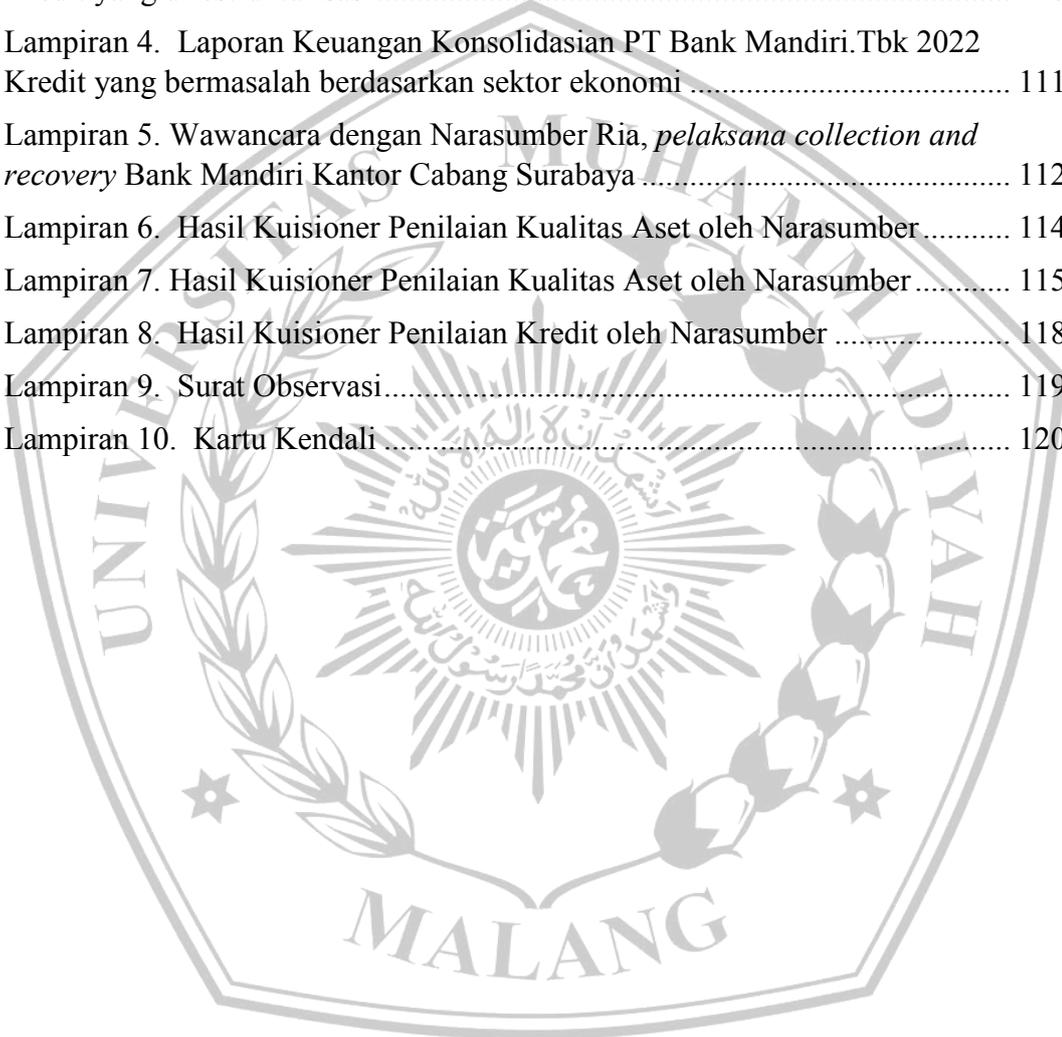 Lampiran 4.  Laporan Keuangan Konsolidasian PT Bank Mandiri.Tbk 2022
Kredit yang bermasalah berdasarkan sektor ekonomi ................................... 111
Lampiran 5. Wawancara dengan Narasumber Ria, pelaksana collection and
recovery Bank Mandiri Kantor Cabang Surabaya ........................................ 112
Lampiran 6.  Hasil Kuisioner Penilaian Kualitas Aset oleh Narasumber........... 114
Lampiran 7. Hasil Kuisioner Penilaian Kualitas Aset oleh Narasumber ............ 115
Lampiran 8.  Hasil Kuisioner Penilaian Kredit oleh Narasumber .................... 118
Lampiran 9.  Surat Observasi.................................................................... 119
Lampiran 10.  Kartu Kendali .................................................................... 120
UNIVERSITAS MUHAMMADIYAH
MALANG